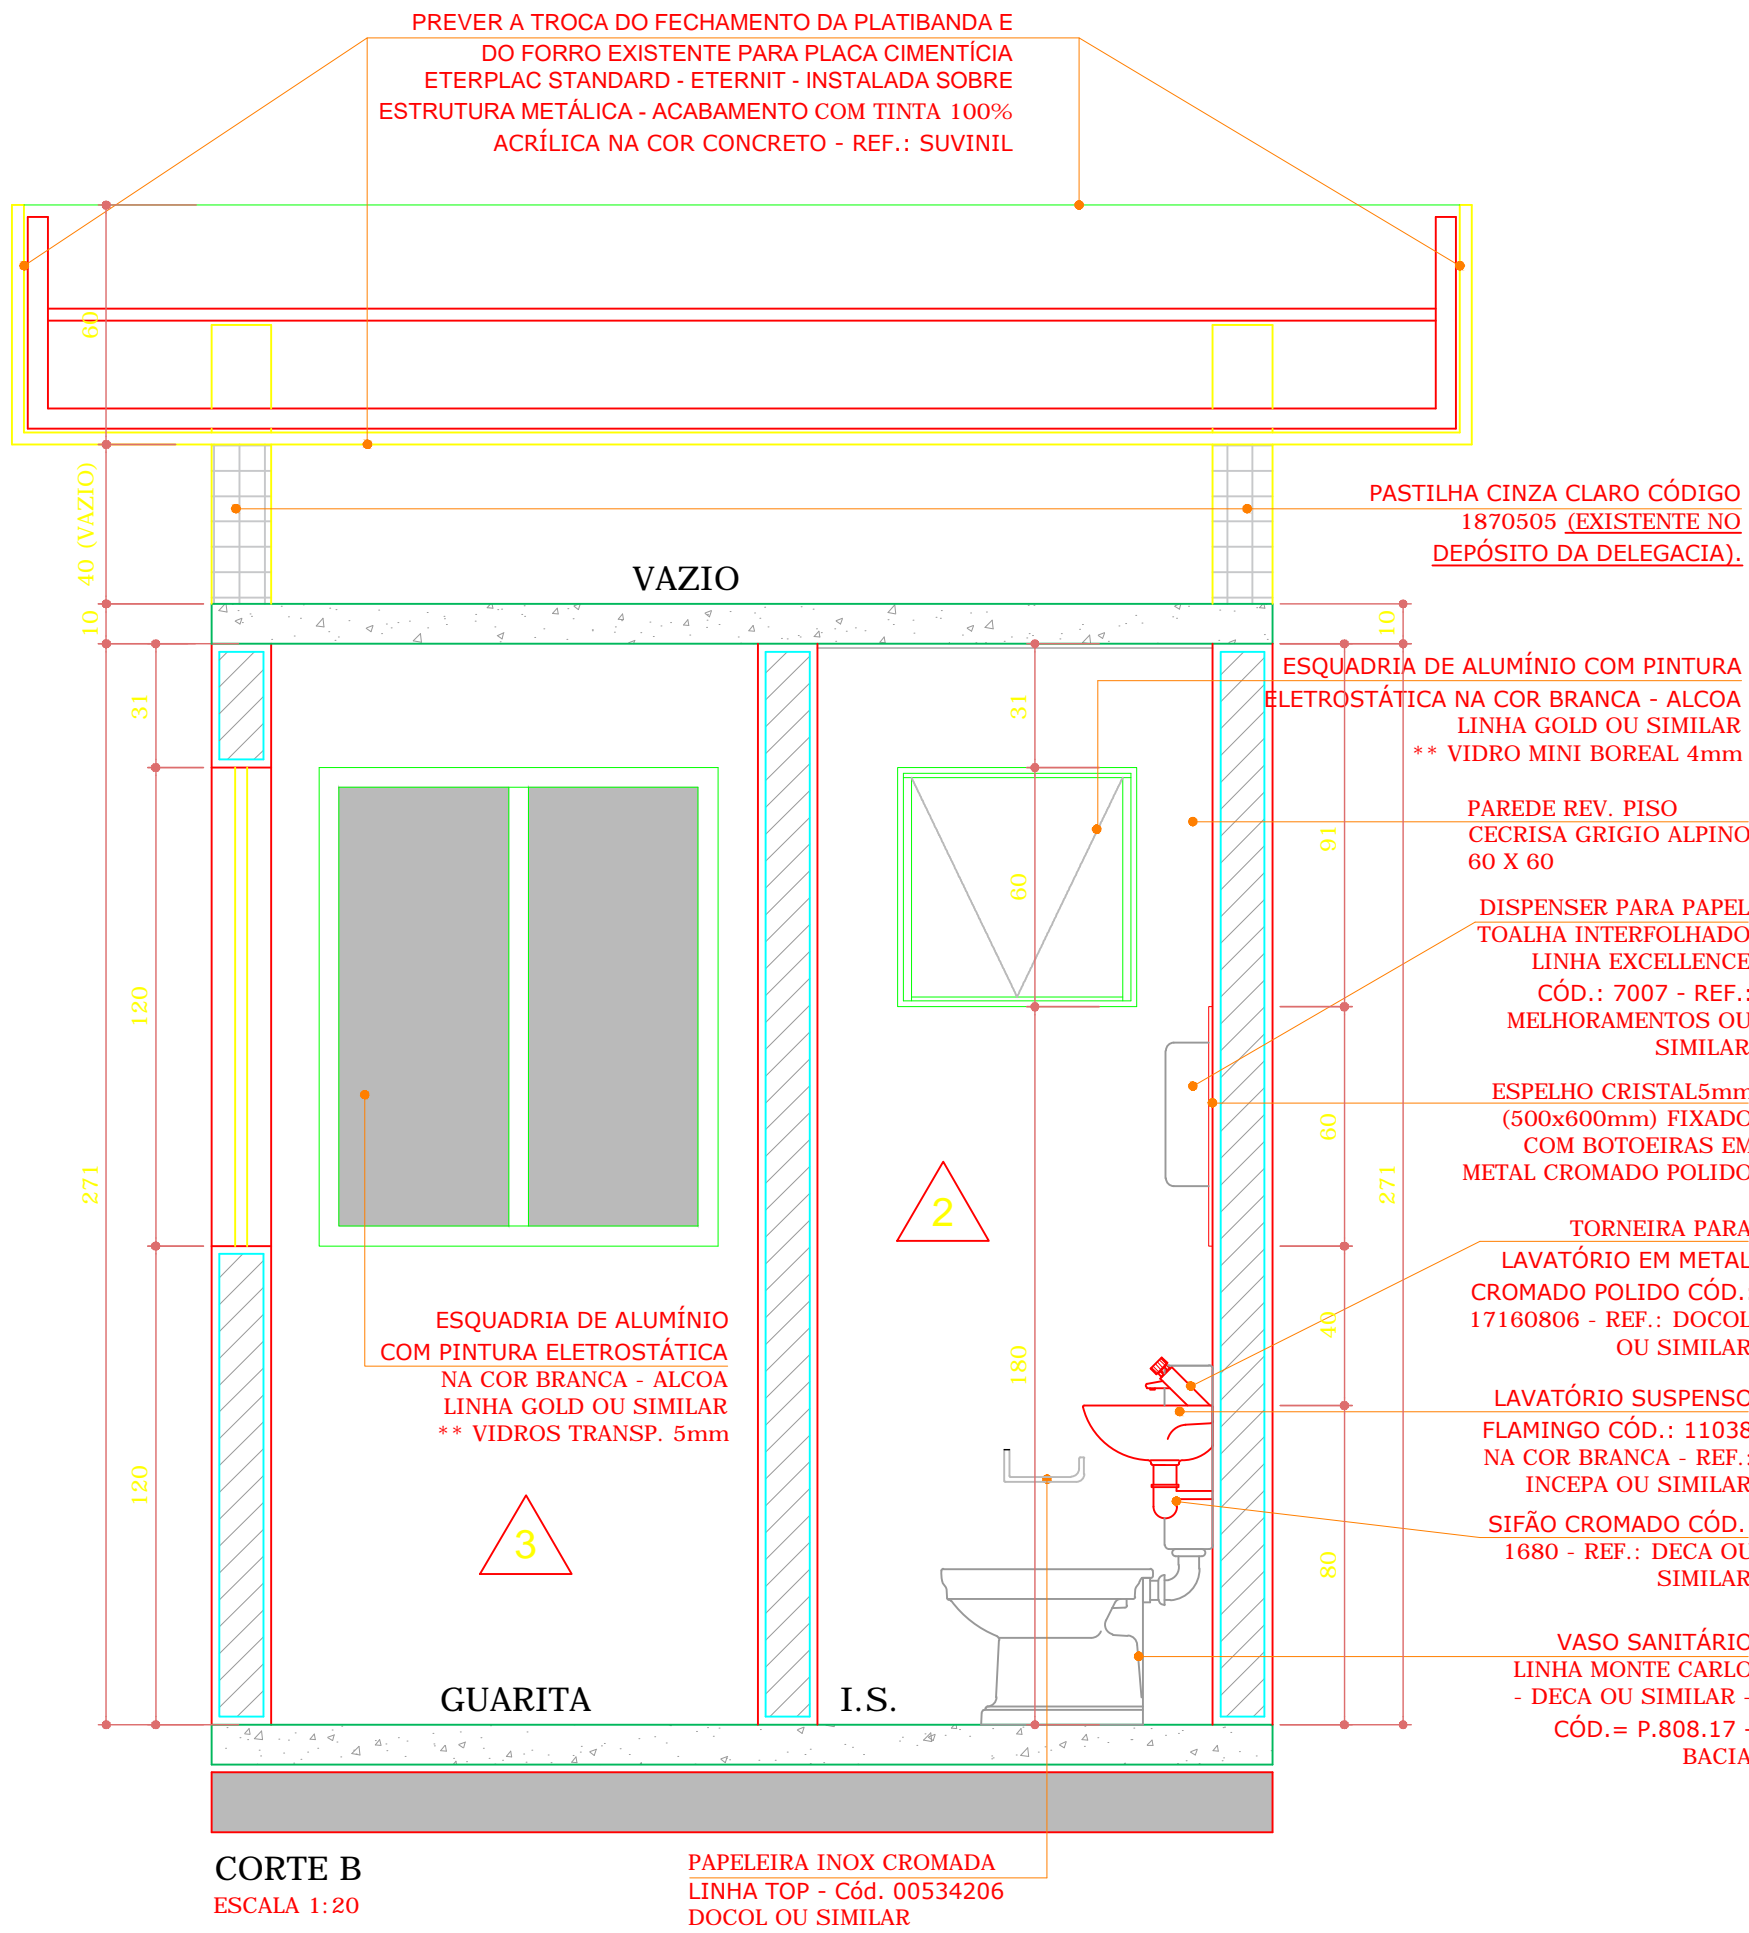 PREVER A TROCA DO FECHAMENTO DA PLATIBANDA E
DO FORRO EXISTENTE PARA PLACA CIMENTÍCIA
ETERPLAC STANDARD - ETERNIT - INSTALADA SOBRE
ESTRUTURA METÁLICA - ACABAMENTO COM TINTA 100%
ACRÍLICA NA COR CONCRETO - REF.: SUVINIL
60
40 (VAZIO)
10
271
31
120
120
PASTILHA CINZA CLARO CÓDIGO
1870505 (EXISTENTE NO
DEPÓSITO DA DELEGACIA).
VAZIO
10
31
60
180
ESQUADRIA DE ALUMÍNIO COM PINTURA
ELETROSTÁTICA NA COR BRANCA - ALCOA
LINHA GOLD OU SIMILAR
** VIDRO MINI BOREAL 4mm
PAREDE REV. PISO
CECRISA GRIGIO ALPINO
60 X 60
91
60
40
80
271
DISPENSER PARA PAPEL
TOALHA INTERFOLHADO
LINHA EXCELLENCE
CÓD.: 7007 - REF.:
MELHORAMENTOS OU
SIMILAR
ESPELHO CRISTAL5mm
(500x600mm) FIXADO
COM BOTOEIRAS EM
METAL CROMADO POLIDO
2
TORNEIRA PARA
LAVATÓRIO EM METAL
CROMADO POLIDO CÓD.:
17160806 - REF.: DOCOL
OU SIMILAR
ESQUADRIA DE ALUMÍNIO
COM PINTURA ELETROSTÁTICA
NA COR BRANCA - ALCOA
LINHA GOLD OU SIMILAR
** VIDROS TRANSP. 5mm
LAVATÓRIO SUSPENSO
FLAMINGO CÓD.: 11038
NA COR BRANCA - REF.:
INCEPA OU SIMILAR
3
SIFÃO CROMADO CÓD.
1680 - REF.: DECA OU
SIMILAR
VASO SANITÁRIO
LINHA MONTE CARLO
- DECA OU SIMILAR -
CÓD.= P.808.17 -
BACIA
GUARITA
I.S.
CORTE B
ESCALA 1:20
PAPELEIRA INOX CROMADA
LINHA TOP - Cód. 00534206
DOCOL OU SIMILAR